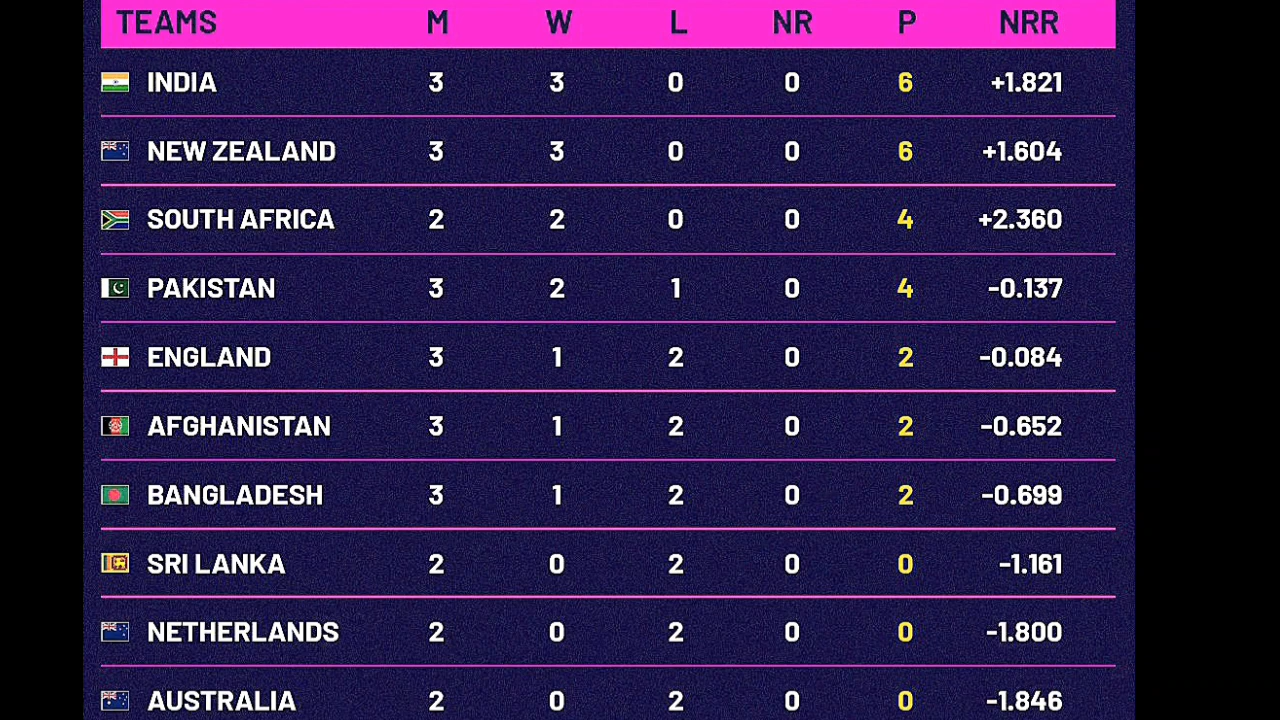 TEAMS M W L NR P NRR
INDIA 3 3 0 0 6 +1.821
NEW ZEALAND 3 3 0 0 6 +1.604
SOUTH AFRICA 2 2 0 0 4 +2.360
PAKISTAN 3 2 1 0 4 -0.137
ENGLAND 3 1 2 0 2 -0.084
AFGHANISTAN 3 1 2 0 2 -0.652
BANGLADESH 3 1 2 0 2 -0.699
SRI LANKA 2 0 2 0 0 -1.161
NETHERLANDS 2 0 2 0 0 -1.800
AUSTRALIA 2 0 2 0 0 -1.846